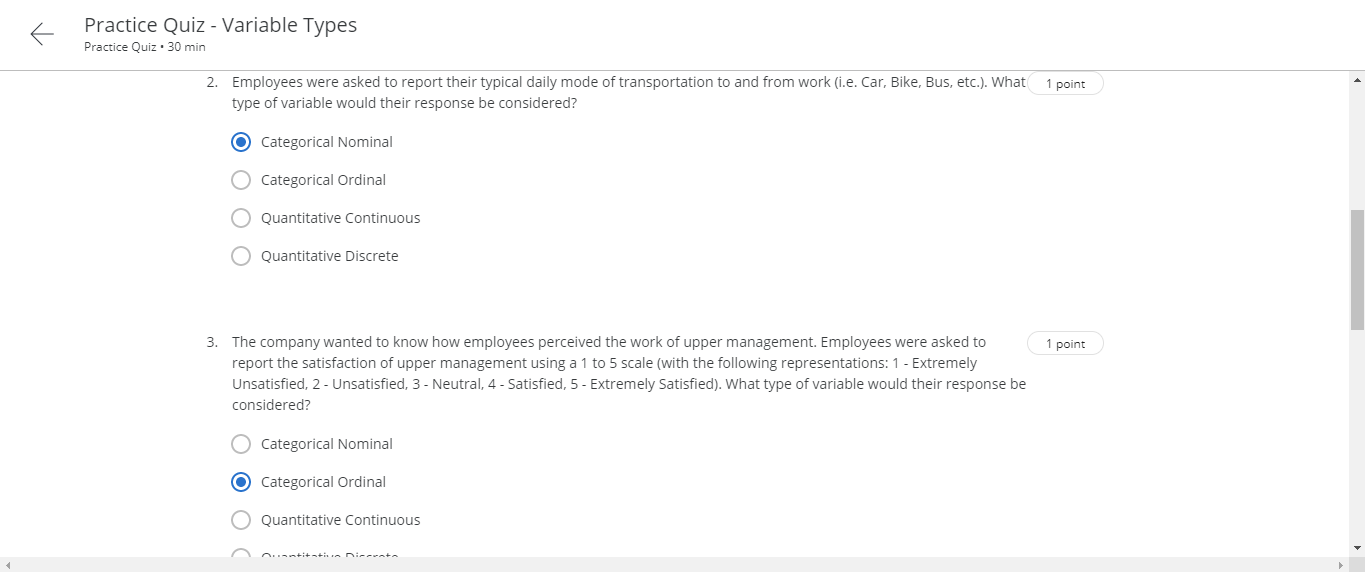 Practice Quiz - Variable Types
Practice Quiz • 30 min
2. Employees were asked to report their typical daily mode of transportation to and from work (i.e. Car, Bike, Bus, etc.). What 1 point
type of variable would their response be considered?
Categorical Nominal
Categorical Ordinal
Quantitative Continuous
Quantitative Discrete
3. The company wanted to know how employees perceived the work of upper management. Employees were asked to 1 point
report the satisfaction of upper management using a 1 to 5 scale (with the following representations: 1 - Extremely
Unsatisfied, 2 - Unsatisfied, 3 - Neutral, 4 - Satisfied, 5 - Extremely Satisfied). What type of variable would their response be
considered?
Categorical Nominal
Categorical Ordinal
Quantitative Continuous
Quantitative Discrete